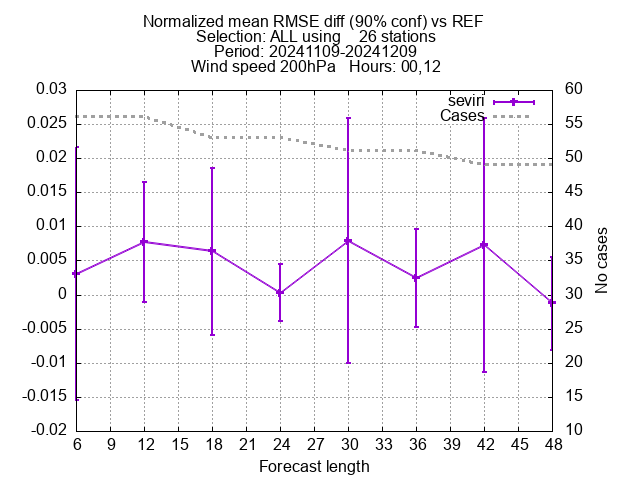 Normalized mean RMSE diff (90% conf) vs REF
Selection: ALL using    26 stations
Period: 20241109-20241209
Wind speed 200hPa   Hours: 00,12
0.03
0.025
0.02
0.015
0.01
0.005
0
-0.005
-0.01
-0.015
-0.02
seviri
Cases
60
55
50
45
40
35
30
25
20
15
10
No cases
6 9 12 15 18 21 24 27 30 33 36 39 42 45 48
Forecast length